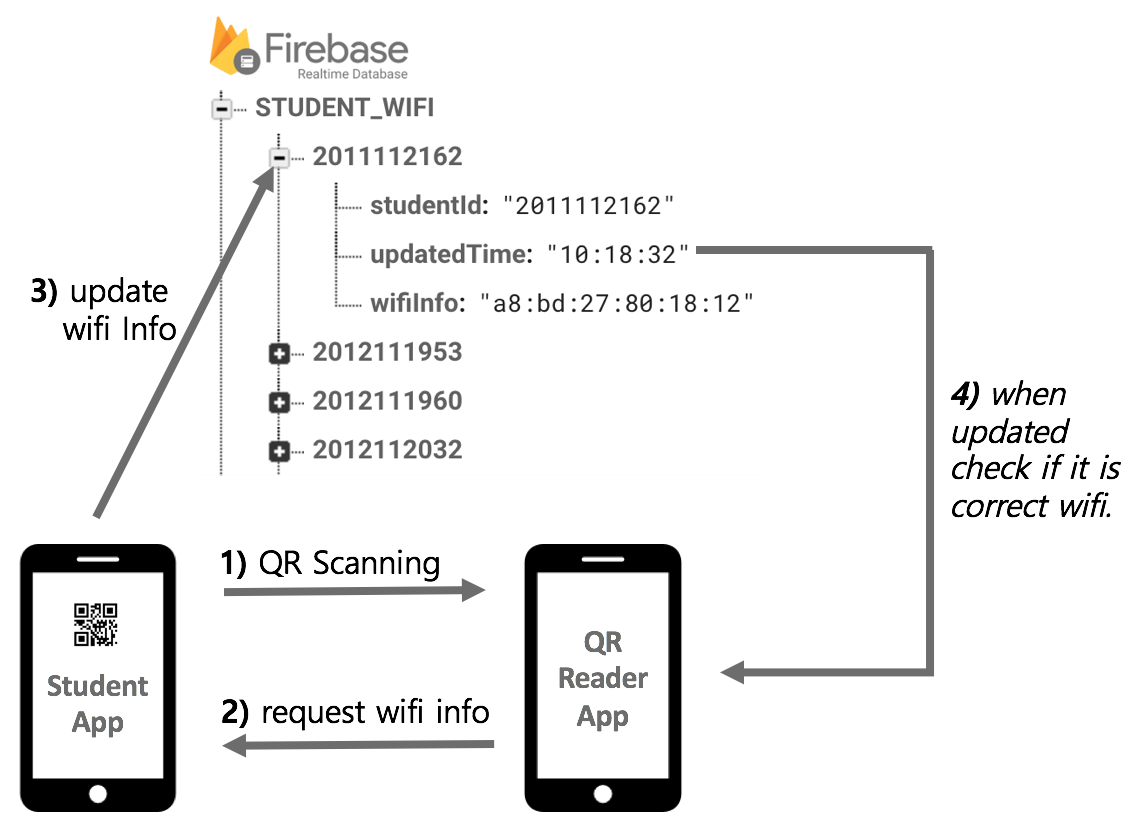 Firebase
Realtime Database
STUDENT_WIFI
2011112162
studentId: "2011112162"
updatedTime: "10:18:32"
wifiInfo: "a8:bd:27:80:18:12"
2012111953
2012111960
2012112032
3) update
wifi Info
4) when
updated
check if it is
correct wifi.
1) QR Scanning
2) request wifi info
Student
App
QR
Reader
App